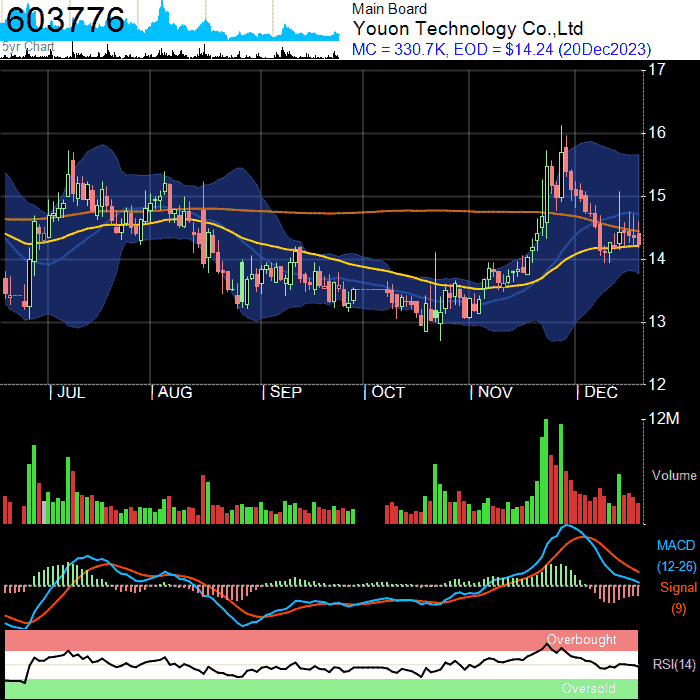 603776
5yr Chart
Main Board
Youon Technology Co.,Ltd
MC = 330.7K, EOD = $14.24 (20Dec2023)
17
16
15
14
13
12
JUL
AUG
SEP
OCT
NOV
DEC
12M
Volume
MACD
(12-26)
Signal
(9)
Overbought
RSI(14)
Oversold